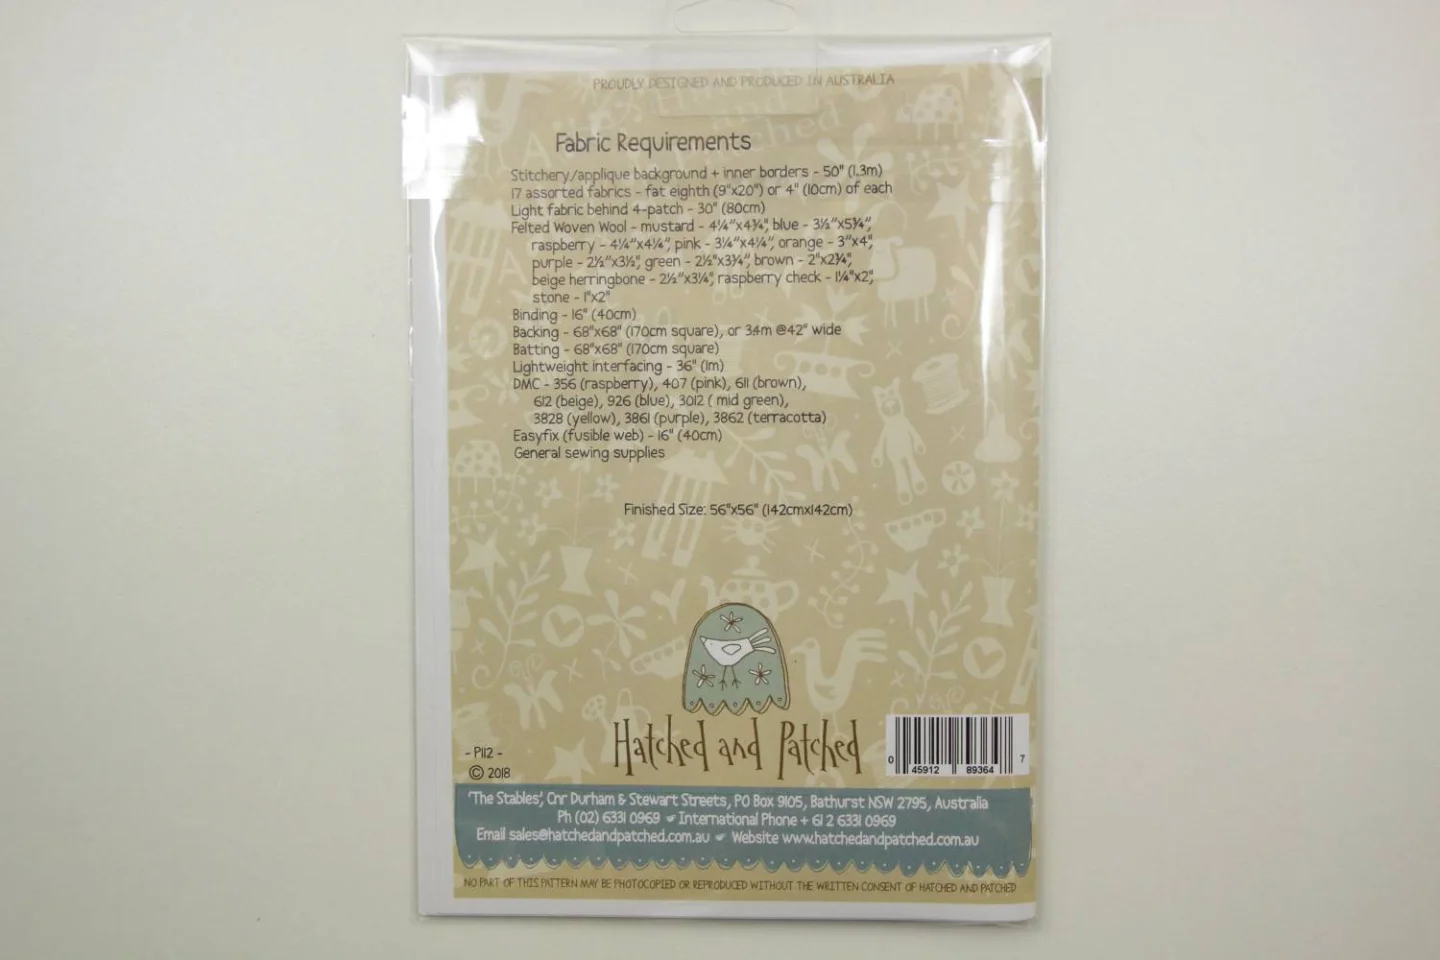 PROUDLY DESIGNED AND PRODUCED IN AUSTRALIA
Fabric Requirements
Stitchery/applique background + inner borders - 50" (1.3m)
17 assorted fabrics - fat eighth (9"x20") or 4" (10cm) of each
Light fabric behind 4-patch - 30" (80cm)
Felted Woven Wool - mustard - 4¼"x4¾", blue - 3½"x5¾",
raspberry - 4¼"x4¼", pink - 3¼"x4¼", orange - 3"x4",
purple - 2½"x3½", green - 2½"x3¾", brown - 2"x2¾",
beige herringbone - 2½"x3¼", raspberry check - 1¼"x2",
stone - 1"x2"
Binding - 16" (40cm)
Backing - 68"x68" (170cm square), or 3.4m @42" wide
Batting - 68"x68" (170cm square)
Lightweight interfacing - 36" (1m)
DMC - 356 (raspberry), 407 (pink), 611 (brown),
612 (beige), 926 (blue), 3012 ( mid green),
3828 (yellow), 3861 (purple), 3862 (terracotta)
Easyfix (fusible web) - 16" (40cm)
General sewing supplies
Finished Size: 56"x56" (142cmx142cm)
Hatched and Patched
- P112 -
© 2018
0 45912 89364 7
'The Stables', Cnr Durham & Stewart Streets, PO Box 9105, Bathurst NSW 2795, Australia
Ph (02) 6331 0969 International Phone + 61 2 6331 0969
Email sales@hatchedandpatched.com.au Website www.hatchedandpatched.com.au
NO PART OF THIS PATTERN MAY BE PHOTOCOPIED OR REPRODUCED WITHOUT THE WRITTEN CONSENT OF HATCHED AND PATCHED